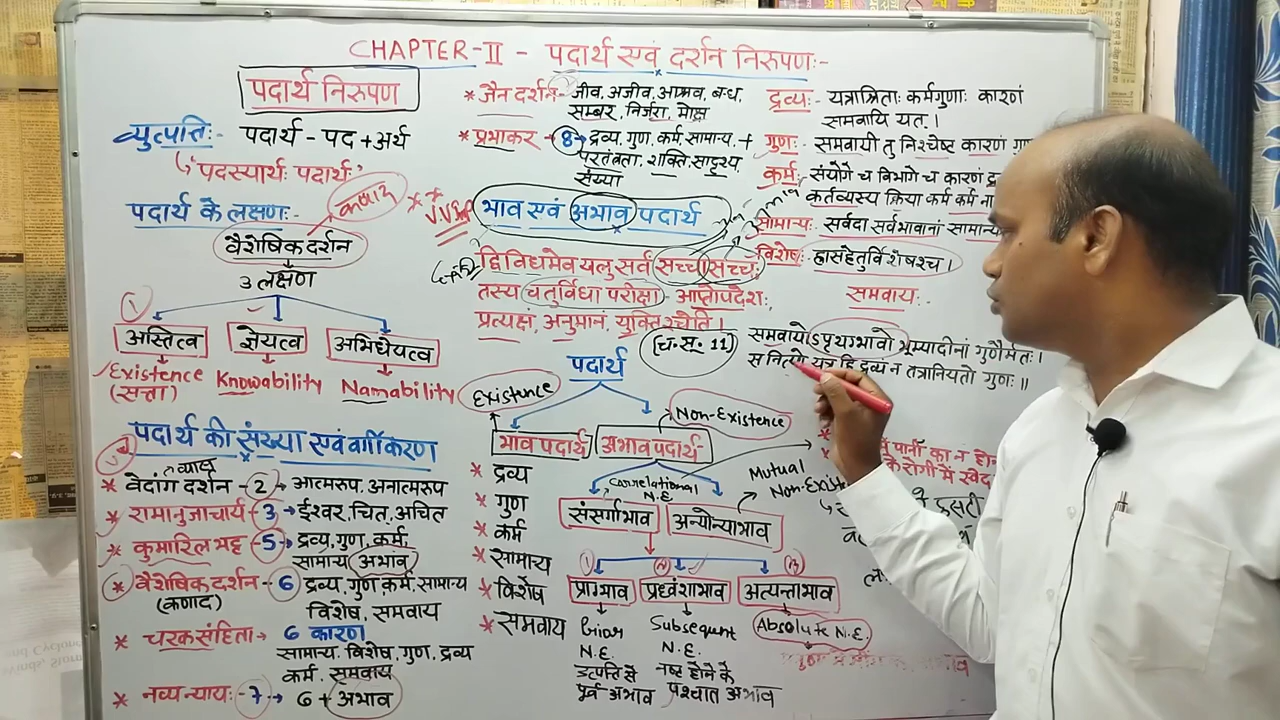 CHAPTER-II - पदार्थ एवं दर्शन निरूपण:-
पदार्थ निरूपण
व्युत्पत्ति:- पदार्थ - पद + अर्थ
"पदस्यार्थः पदार्थः"
पदार्थ के लक्षण:-
कणाद
वैशेषिक दर्शन
3 लक्षण
अस्तित्व ज्ञेयत्व अभिधेयत्व
Existence Knowability Namability
(सत्ता)
पदार्थ की संख्या एवं वर्गीकरण
* वेदांग दर्शन - 2 → आत्मरूप, अनात्मरूप
* रामानुजाचार्य - 3 → ईश्वर, चित, अचित
* कुमारिल भट्ट - 5 → द्रव्य, गुण, कर्म,
सामान्य, अभाव
* वैशेषिक दर्शन - 6 द्रव्य, गुण, कर्म, सामान्य
(कणाद) विशेष, समवाय
* चरक संहिता → 6 कारण
सामान्य, विशेष, गुण, द्रव्य
कर्म, समवाय
* नव्य न्याय: - 7 → 6 + अभाव
* जैन दर्शन - जीव, अजीव, आस्रव, बन्ध,
सम्बर, निर्जरा, मोक्ष
* प्रभाकर → 8 → द्रव्य, गुण, कर्म, सामान्य, +
परतंत्रता, शक्ति, सादृश्य,
संख्या
भाव एवं अभाव पदार्थ
द्विविधमेव खलु सर्व सच्चासच्च:
तस्य चतुर्विधा परीक्षा - आप्तोपदेश:,
प्रत्यक्षं, अनुमानं, युक्तिश्चेति।
(च. सू. 11)
पदार्थ
Existence Non-Existence
भाव पदार्थ अभाव पदार्थ
* द्रव्य
* गुण
* कर्म
* सामान्य
* विशेष
* समवाय
Correlational
N.E.
Mutual
संसर्गाभाव अन्योन्याभाव
प्राग्भाव प्रध्वंशाभाव अत्यन्ताभाव
Prior Subsequent Absolute N.E.
N.E. N.E.
उत्पत्ति से नष्ट होने के
पूर्व अभाव पश्चात अभाव
द्रव्य:- यत्राश्रिता: कर्मगुणा: कारणं
समवायि यत्।
गुण:- समवायी तु निश्चेष्ट कारणं
कर्म:- संयोगे च विभागे च कारणं
कर्तव्यस्य क्रिया कर्म कर्म
सामान्य: सर्वदा सर्वभावानं सामान्य
विशेष: ह्रासहेतुर्विशेषश्च।
समवाय:-
समवायोऽपृथग्भावो भूम्यादीनां गुणैर्मतः।
स नित्यो यत्र हि द्रव्यं न तत्रानियतो गुणः॥